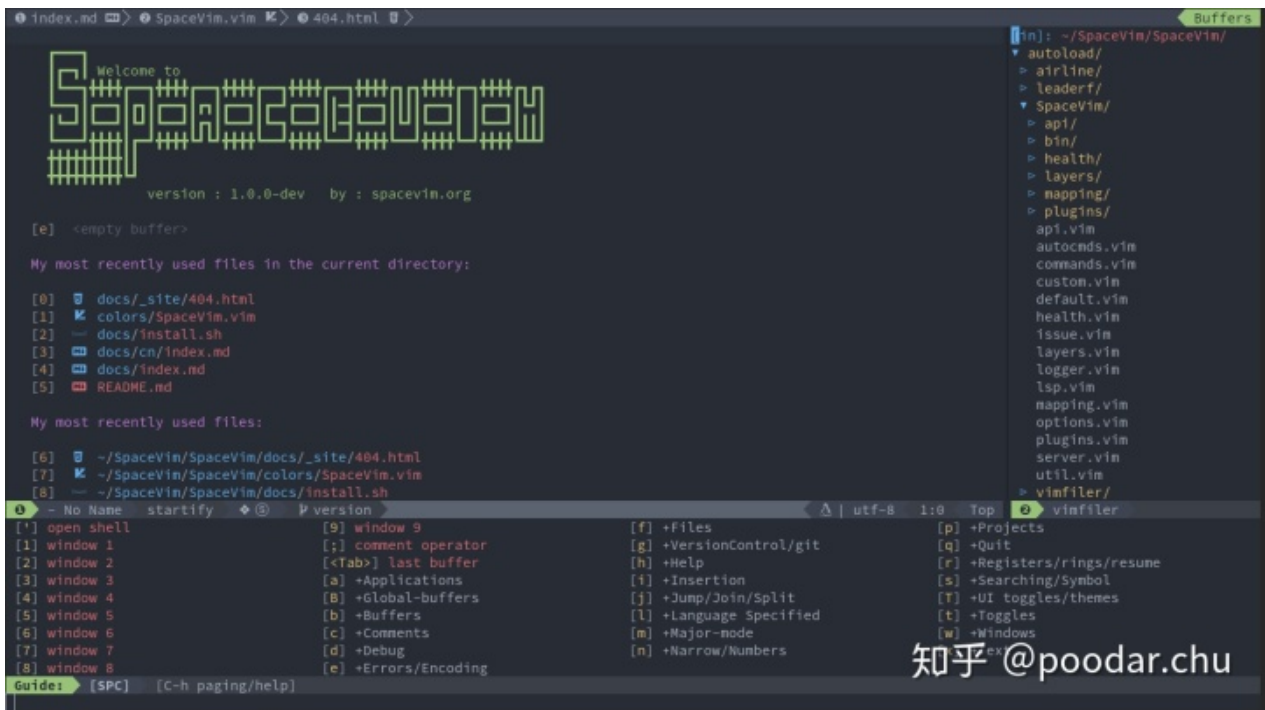 ❶ index.md 〉 ❷ SpaceVim.vim 〉 ❸ 404.html 〉 Buffers
Welcome to
SpaceVim
version : 1.0.0-dev by : spacevim.org
[e] <empty buffer>
My most recently used files in the current directory:
[0] docs/_site/404.html
[1] colors/SpaceVim.vim
[2] docs/install.sh
[3] docs/cn/index.md
[4] docs/index.md
[5] README.md
My most recently used files:
[6] ~/SpaceVim/SpaceVim/docs/_site/404.html
[7] ~/SpaceVim/SpaceVim/colors/SpaceVim.vim
[8] ~/SpaceVim/SpaceVim/docs/install.sh
[in]: ~/SpaceVim/SpaceVim/
▼ autoload/
▷ airline/
▷ leaderf/
▼ SpaceVim/
▷ api/
▷ bin/
▷ health/
▷ layers/
▷ mapping/
▷ plugins/
api.vim
autocmds.vim
commands.vim
custom.vim
default.vim
health.vim
issue.vim
layers.vim
logger.vim
lsp.vim
mapping.vim
options.vim
plugins.vim
server.vim
util.vim
▷ vimfiler/
❶ - No Name startify ❖ Ⓢ version | utf-8 1:0 Top ❷ vimfiler
['] open shell [9] window 9 [f] +Files [p] +Projects
[1] window 1 [;] comment operator [g] +VersionControl/git [q] +Quit
[2] window 2 [<Tab>] last buffer [h] +Help [r] +Registers/rings/resume
[3] window 3 [a] +Applications [i] +Insertion [s] +Searching/Symbol
[4] window 4 [B] +Global-buffers [j] +Jump/Join/Split [T] +UI toggles/themes
[5] window 5 [b] +Buffers [l] +Language Specified [t] +Toggles
[6] window 6 [c] +Comments [m] +Major-mode [w] +Windows
[7] window 7 [d] +Debug [n] +Narrow/Numbers
[8] window 8 [e] +Errors/Encoding
知乎 @poodar.chu
Guide: [SPC] [C-h paging/help]